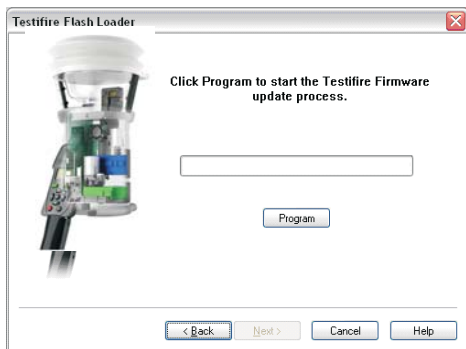 Testifire Flash Loader
Click Program to start the Testifire Firmware
update process.
Program
< Back
Next >
Cancel
Help